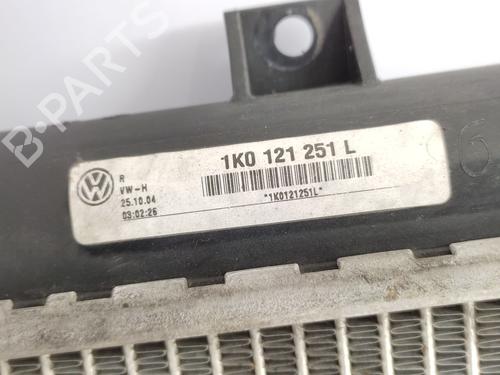 1K0 121 251 L
R
VW-H
25.10.04
03:02:26
*1K0121251L*
B-PARTS